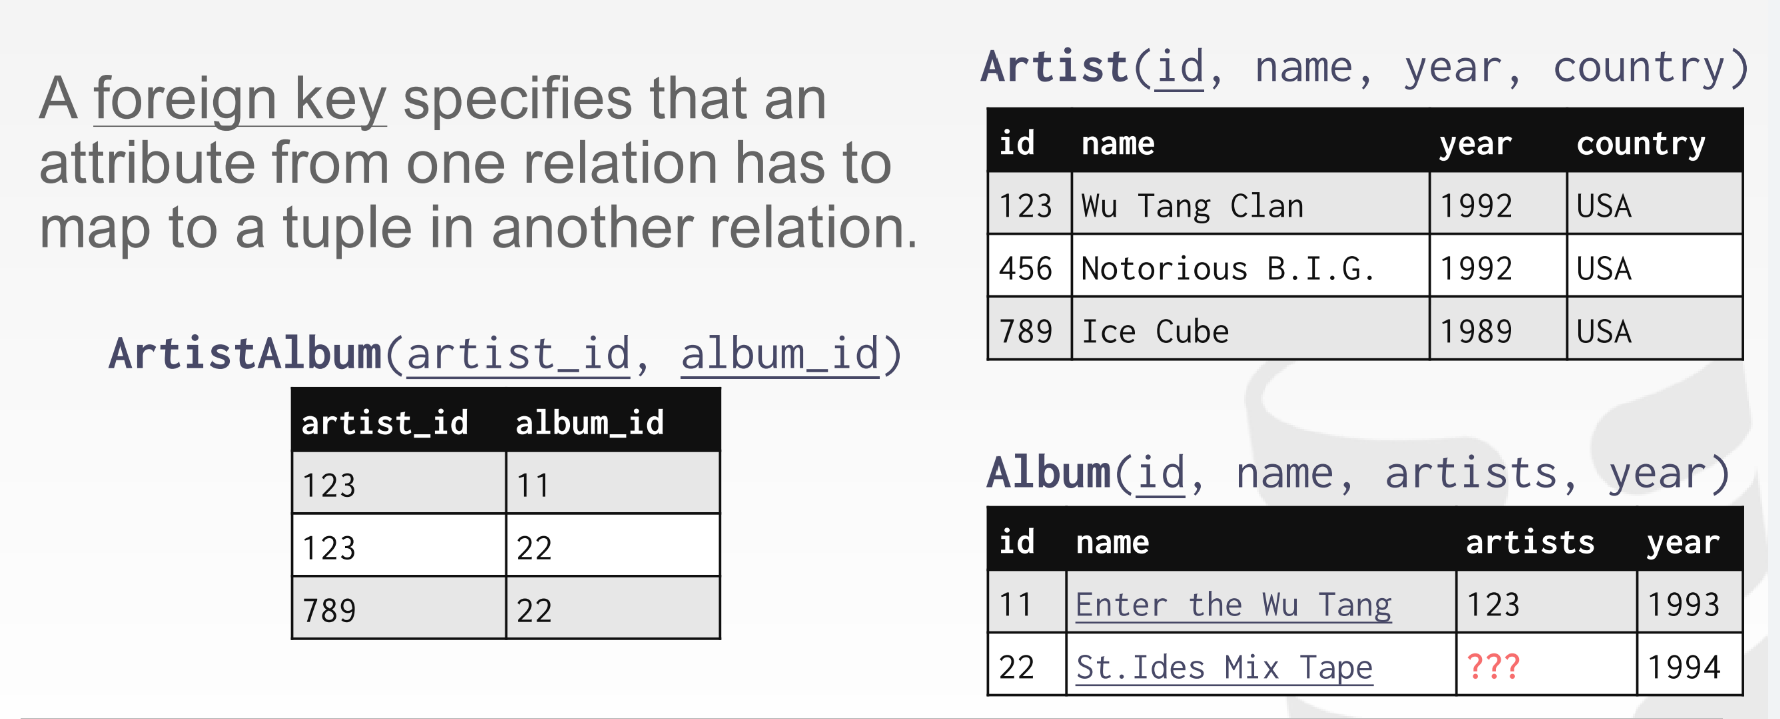 A foreign key specifies that an
attribute from one relation has to
map to a tuple in another relation.
ArtistAlbum(artist_id, album_id)
artist_id album_id
123 11
123 22
789 22
Artist(id, name, year, country)
id name year country
123 Wu Tang Clan 1992 USA
456 Notorious B.I.G. 1992 USA
789 Ice Cube 1989 USA
Album(id, name, artists, year)
id name artists year
11 Enter the Wu Tang 123 1993
22 St.Ides Mix Tape ??? 1994